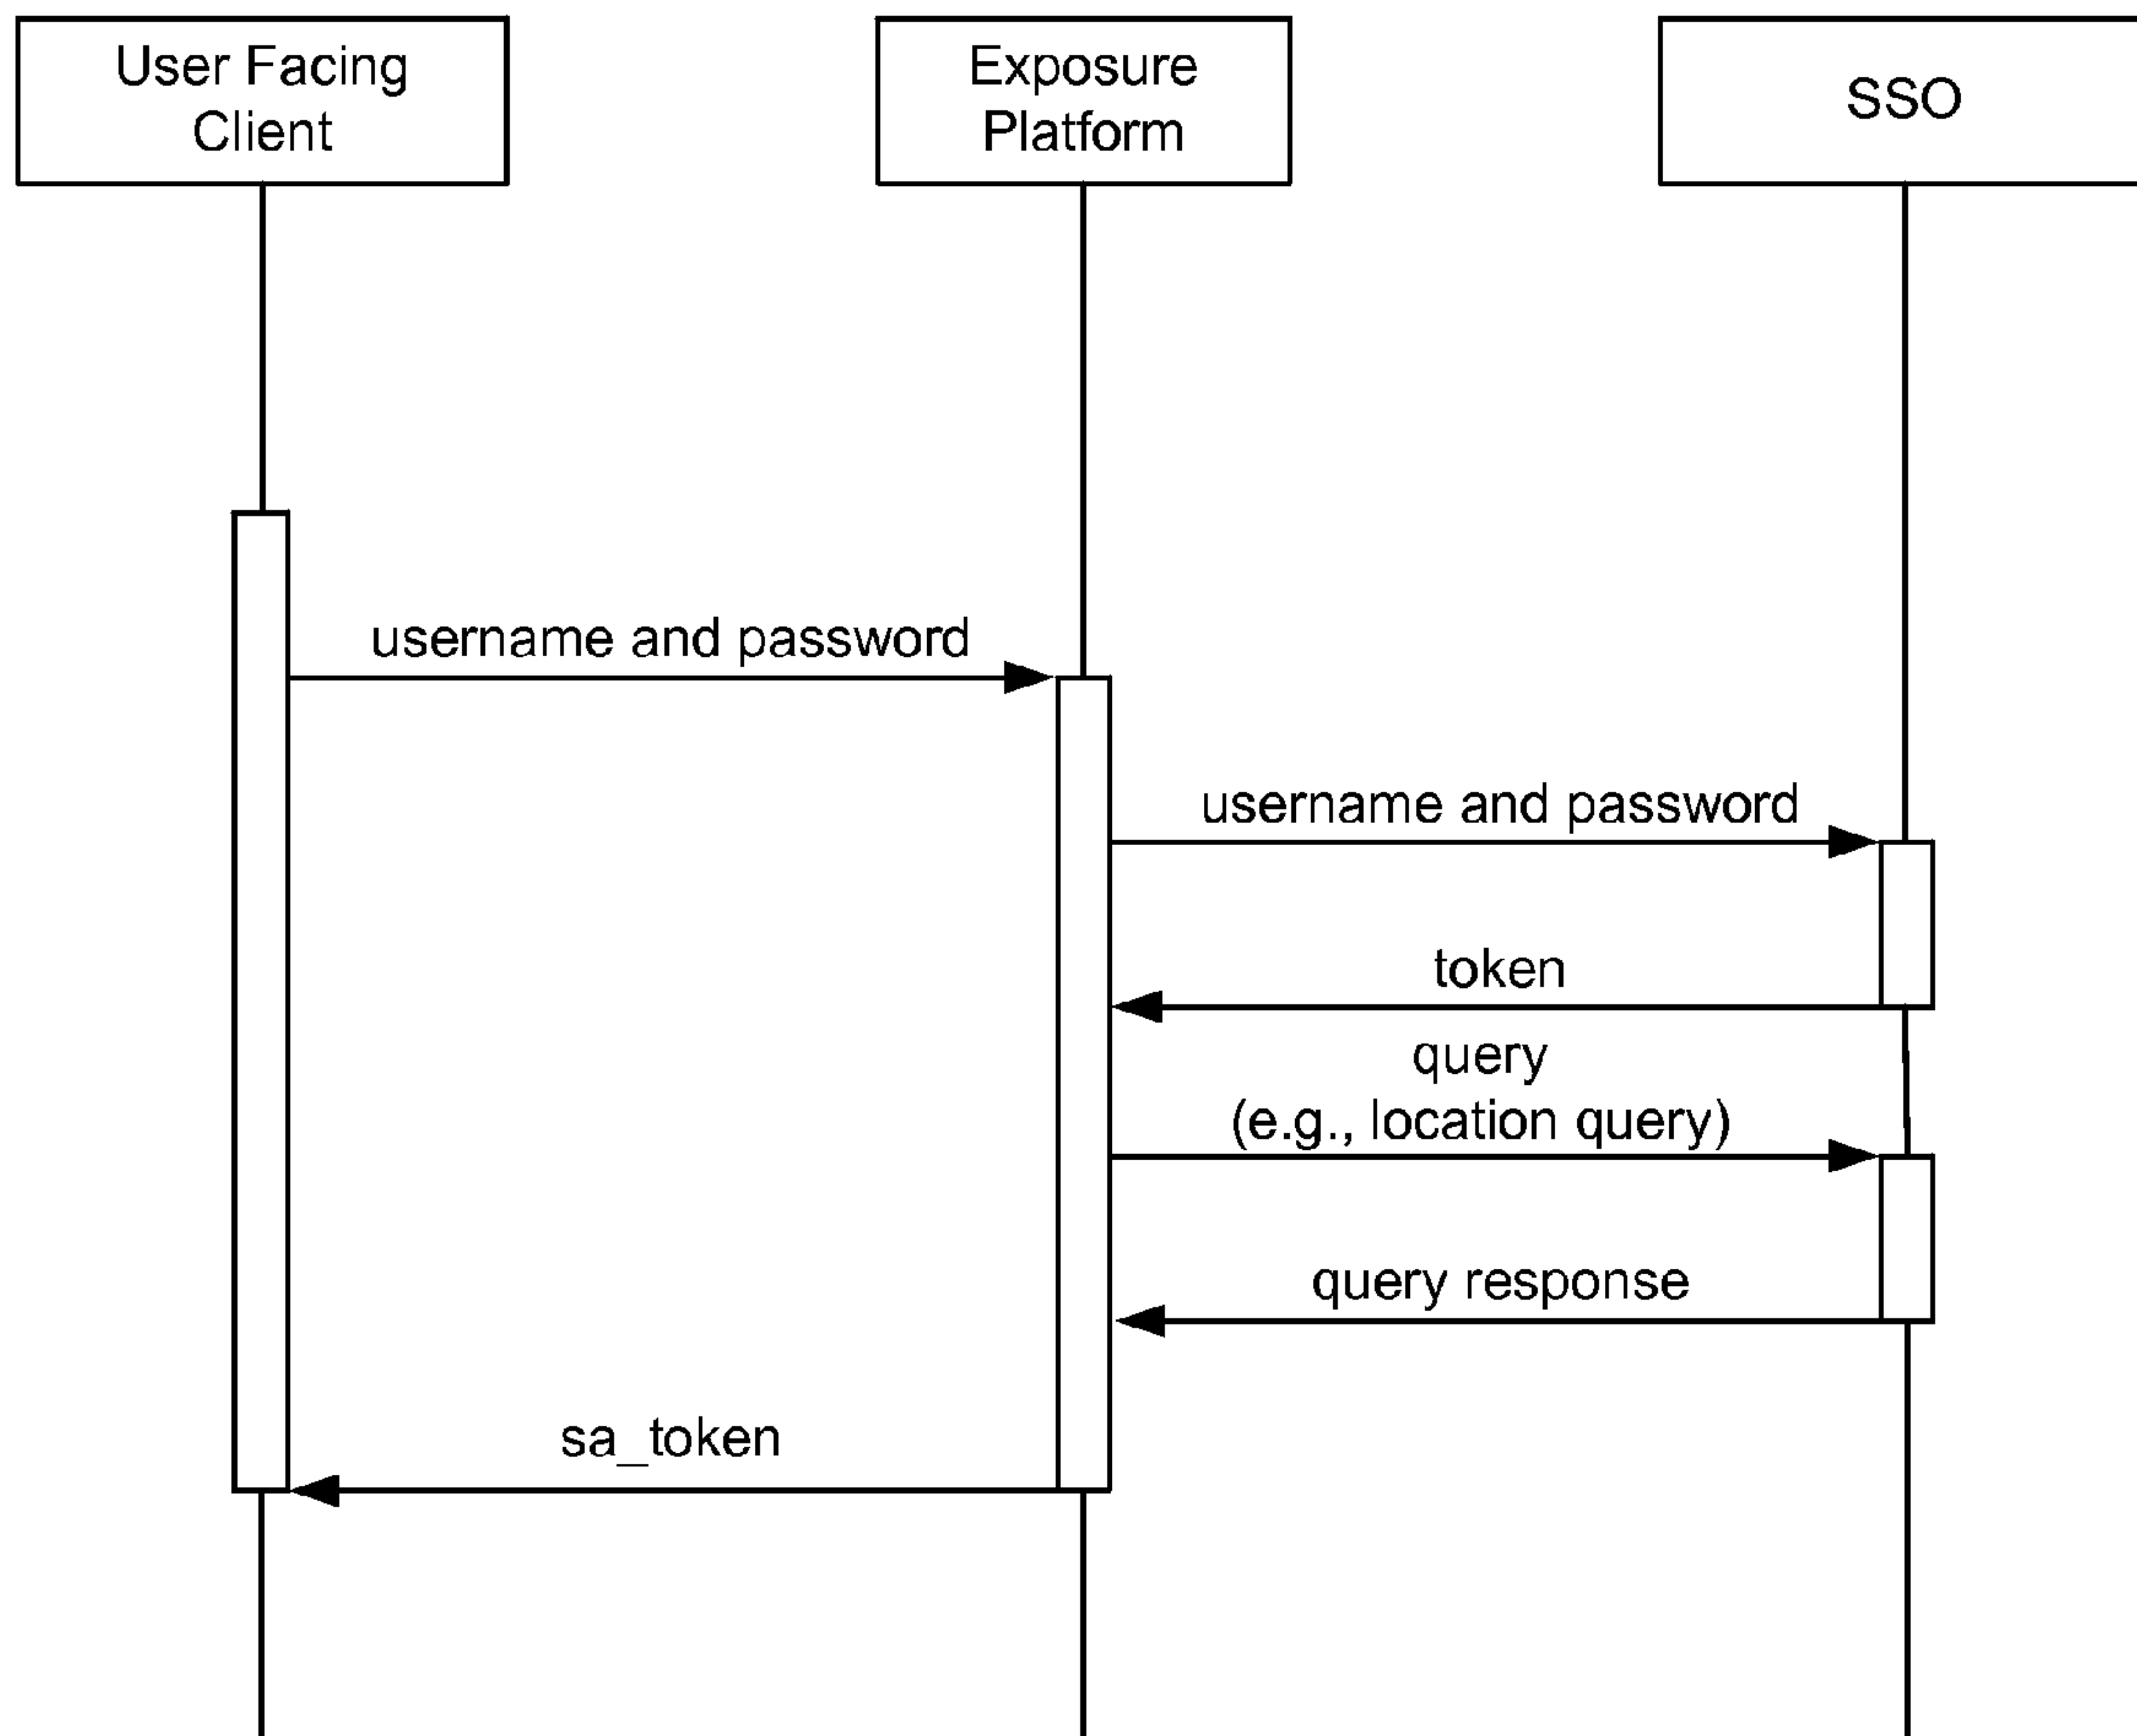 User Facing
Client
Exposure
Platform
SSO
username and password
username and password
token
query
(e.g., location query)
query response
sa_token